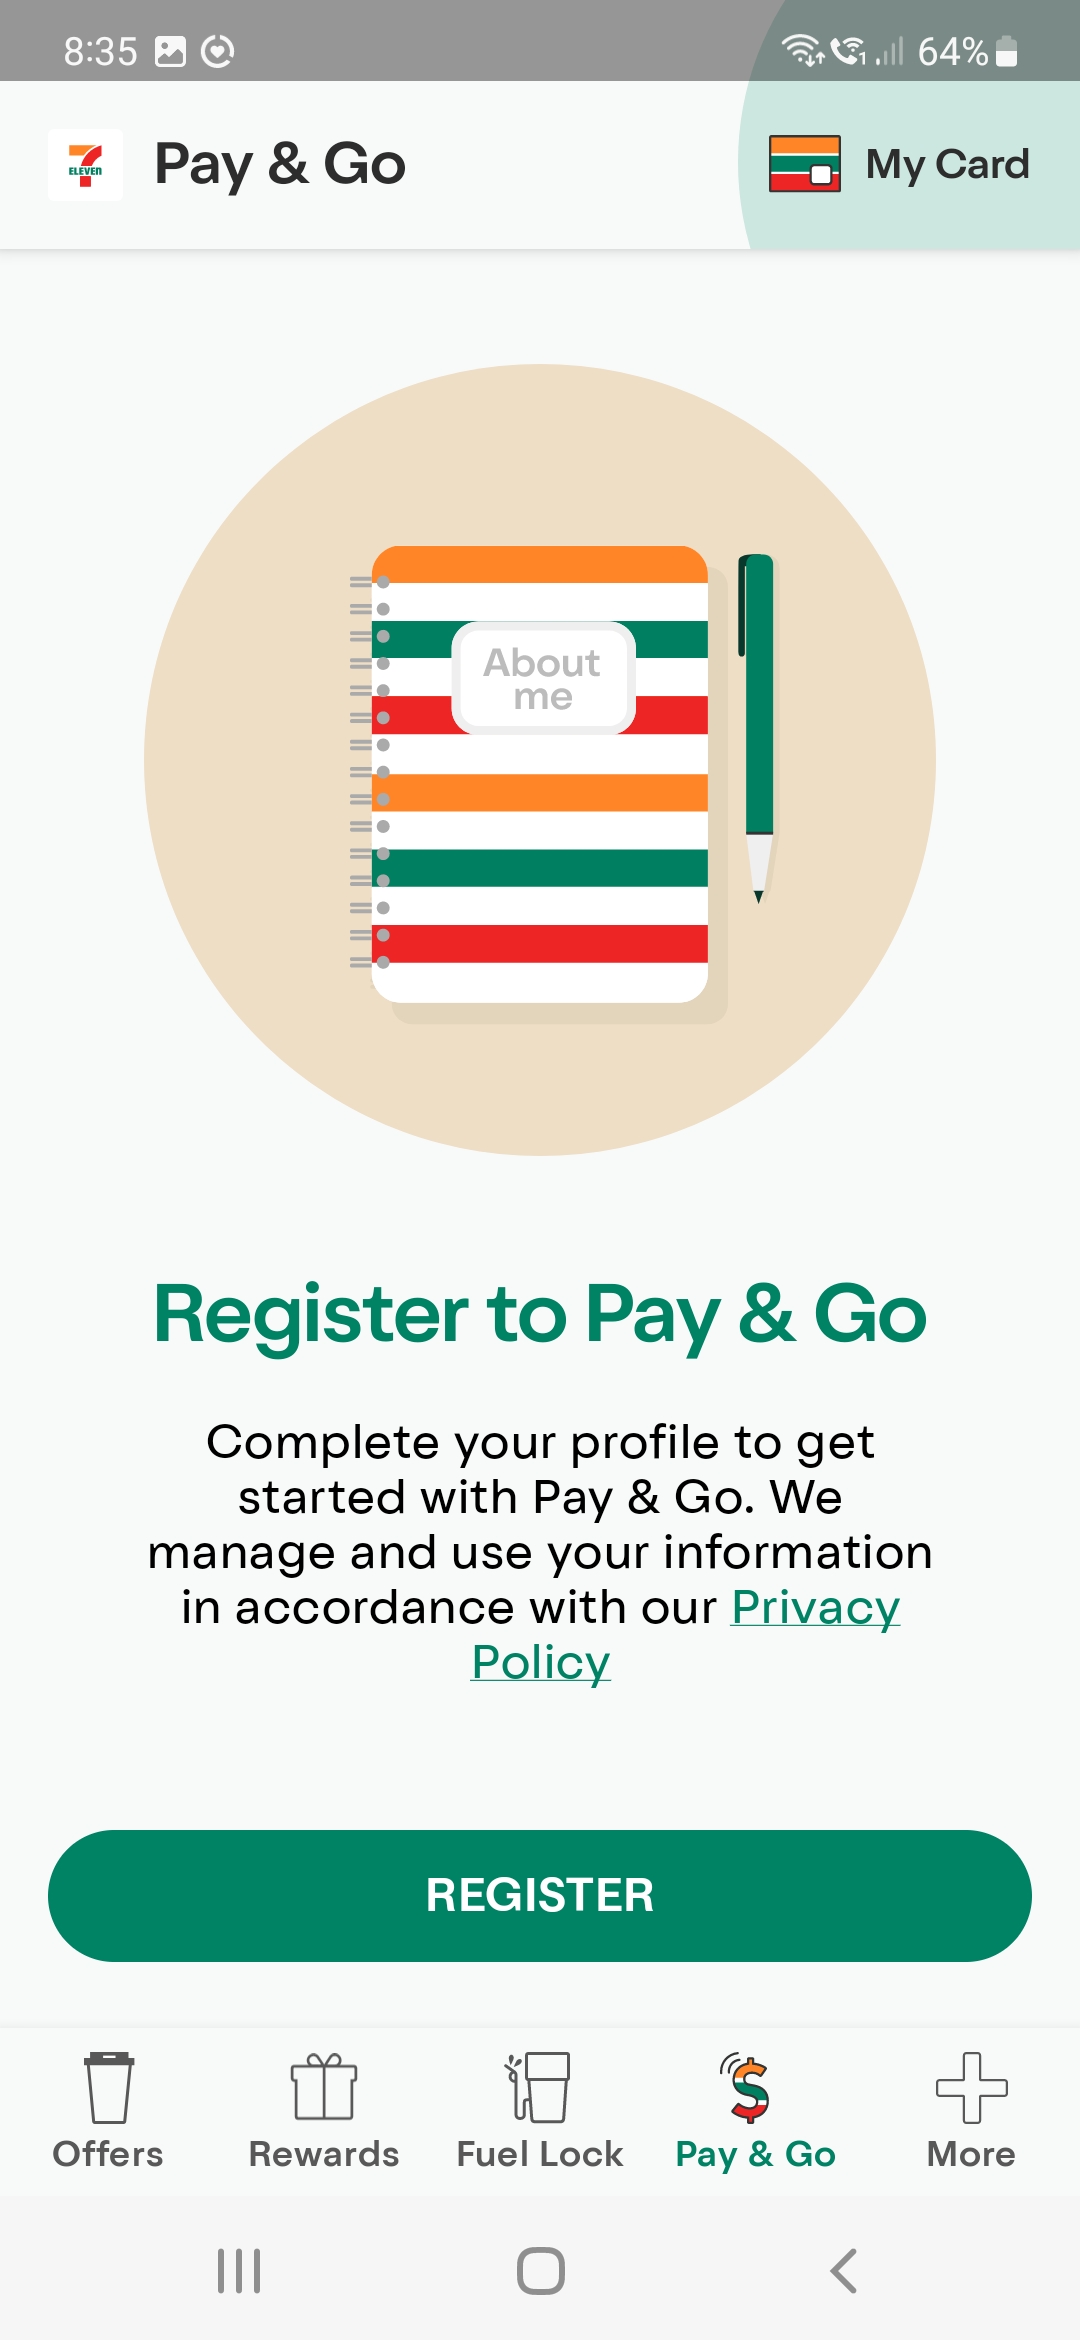 8:35
64%
7
ELEVEN
Pay & Go
My Card
About
me
Register to Pay & Go
Complete your profile to get
started with Pay & Go. We
manage and use your information
in accordance with our Privacy
Policy
REGISTER
Offers
Rewards
Fuel Lock
Pay & Go
More